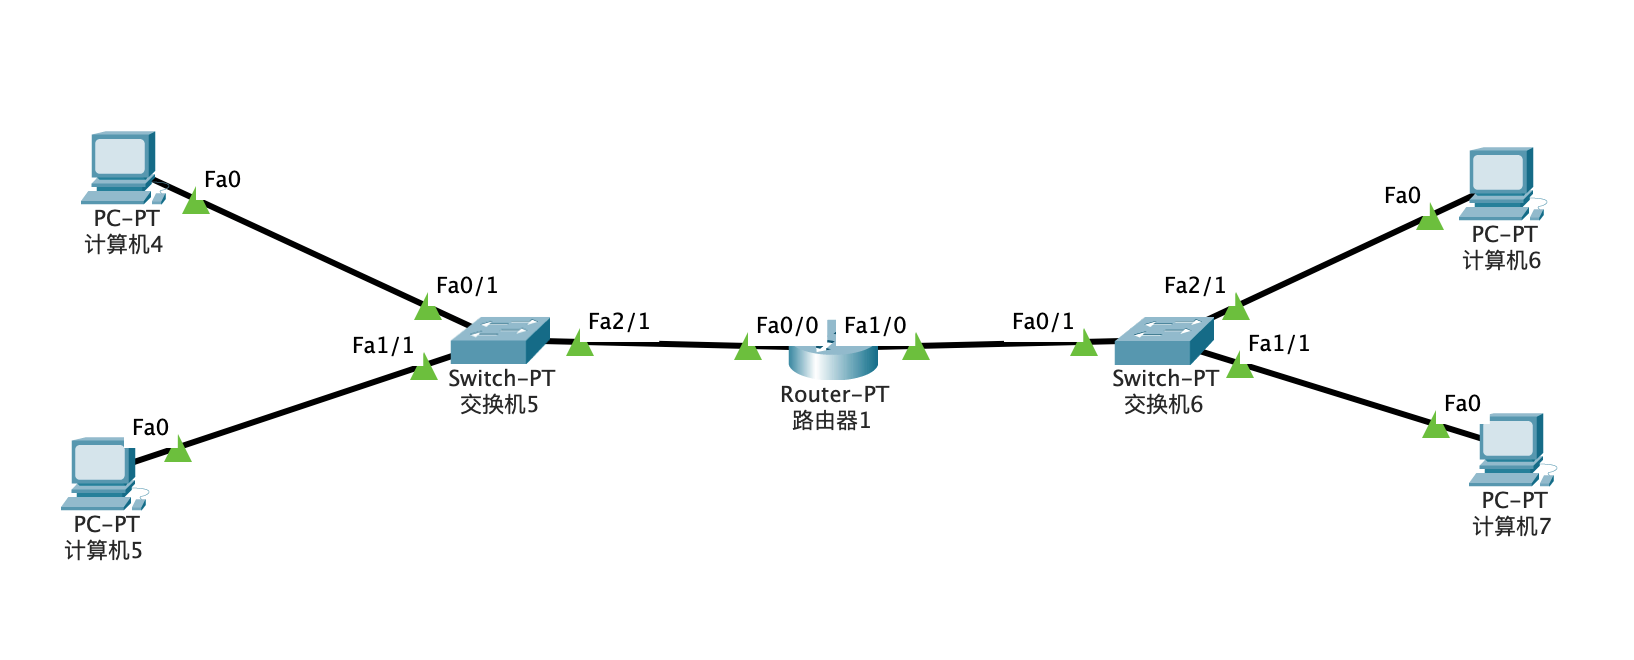 Fa0
PC-PT
计算机4
Fa0/1
Fa1/1
Fa0
PC-PT
计算机5
Switch-PT
交换机5
Fa2/1
Fa0/0
Fa1/0
Router-PT
路由器1
Fa0/1
Switch-PT
交换机6
Fa2/1
Fa1/1
Fa0
PC-PT
计算机6
Fa0
PC-PT
计算机7